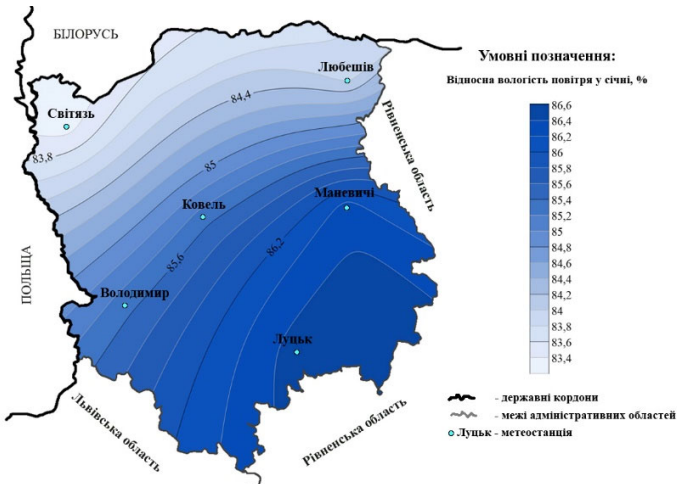 БІЛОРУСЬ
Умовні позначення:
Відносна вологість повітря у січні, %
Любешів
84,4
Світязь
83,8
Рівненська область
85
Маневичі
Ковель
86,2
85,6
ПОЛЬЩА
Володимир
Луцьк
Львівська область
Рівненська область
86,6
86,4
86,2
86
85,8
85,6
85,4
85,2
85
84,8
84,6
84,4
84,2
84
83,8
83,6
83,4
- державні кордони
- межі адміністративних областей
Луцьк - метеостанція